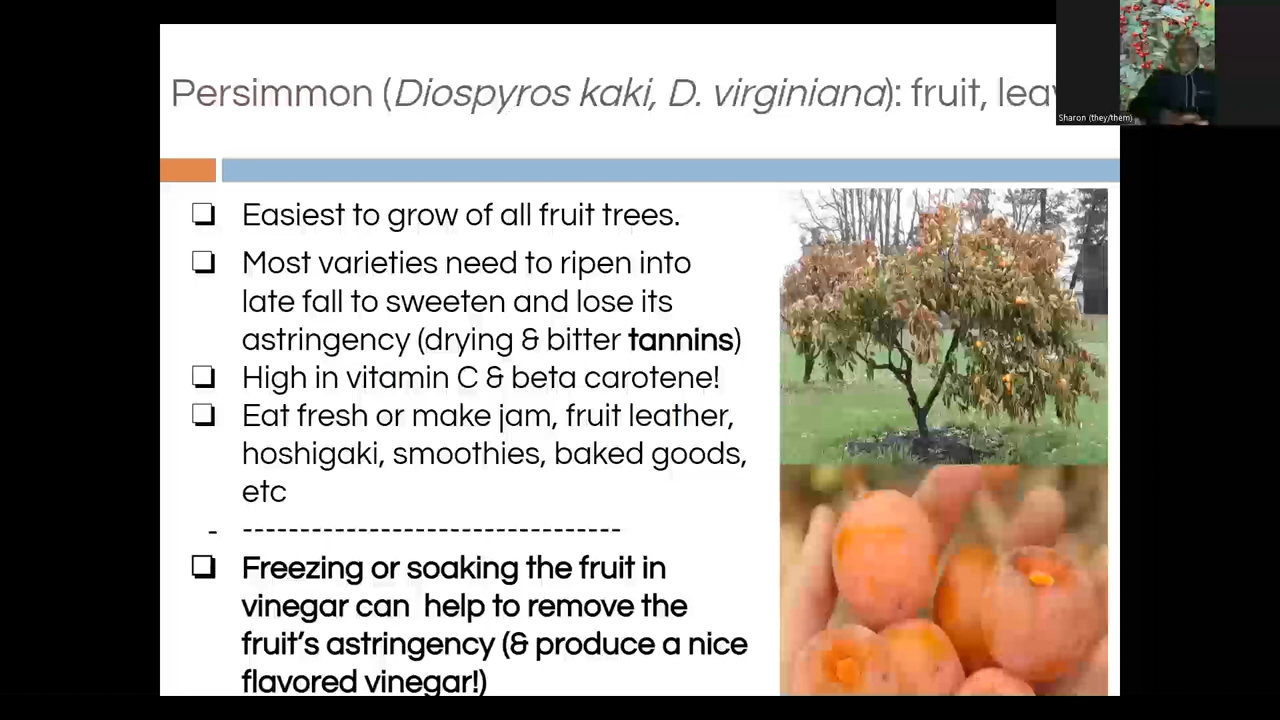 Persimmon (Diospyros kaki, D. virginiana): fruit,
Sharon (they/them)
❏ Easiest to grow of all fruit trees.
❏ Most varieties need to ripen into
late fall to sweeten and lose its
astringency (drying & bitter tannins)
❏ High in vitamin C & beta carotene!
❏ Eat fresh or make jam, fruit leather,
hoshigaki, smoothies, baked goods,
etc
- ---------------------------------
❏ Freezing or soaking the fruit in
vinegar can help to remove the
fruit’s astringency (& produce a nice
flavored vinegar!)